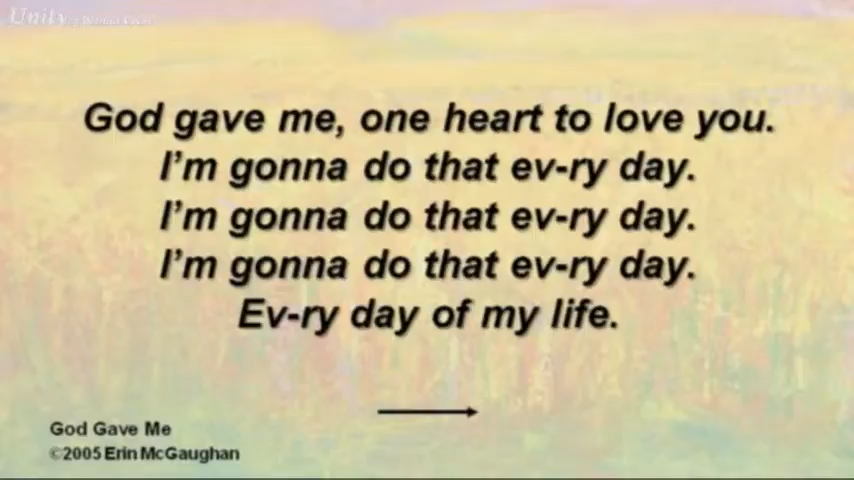 Unity
God gave me, one heart to love you.
I'm gonna do that ev-ry day.
I'm gonna do that ev-ry day.
I'm gonna do that ev-ry day.
Ev-ry day of my life.
God Gave Me
©2005 Erin McGaughan